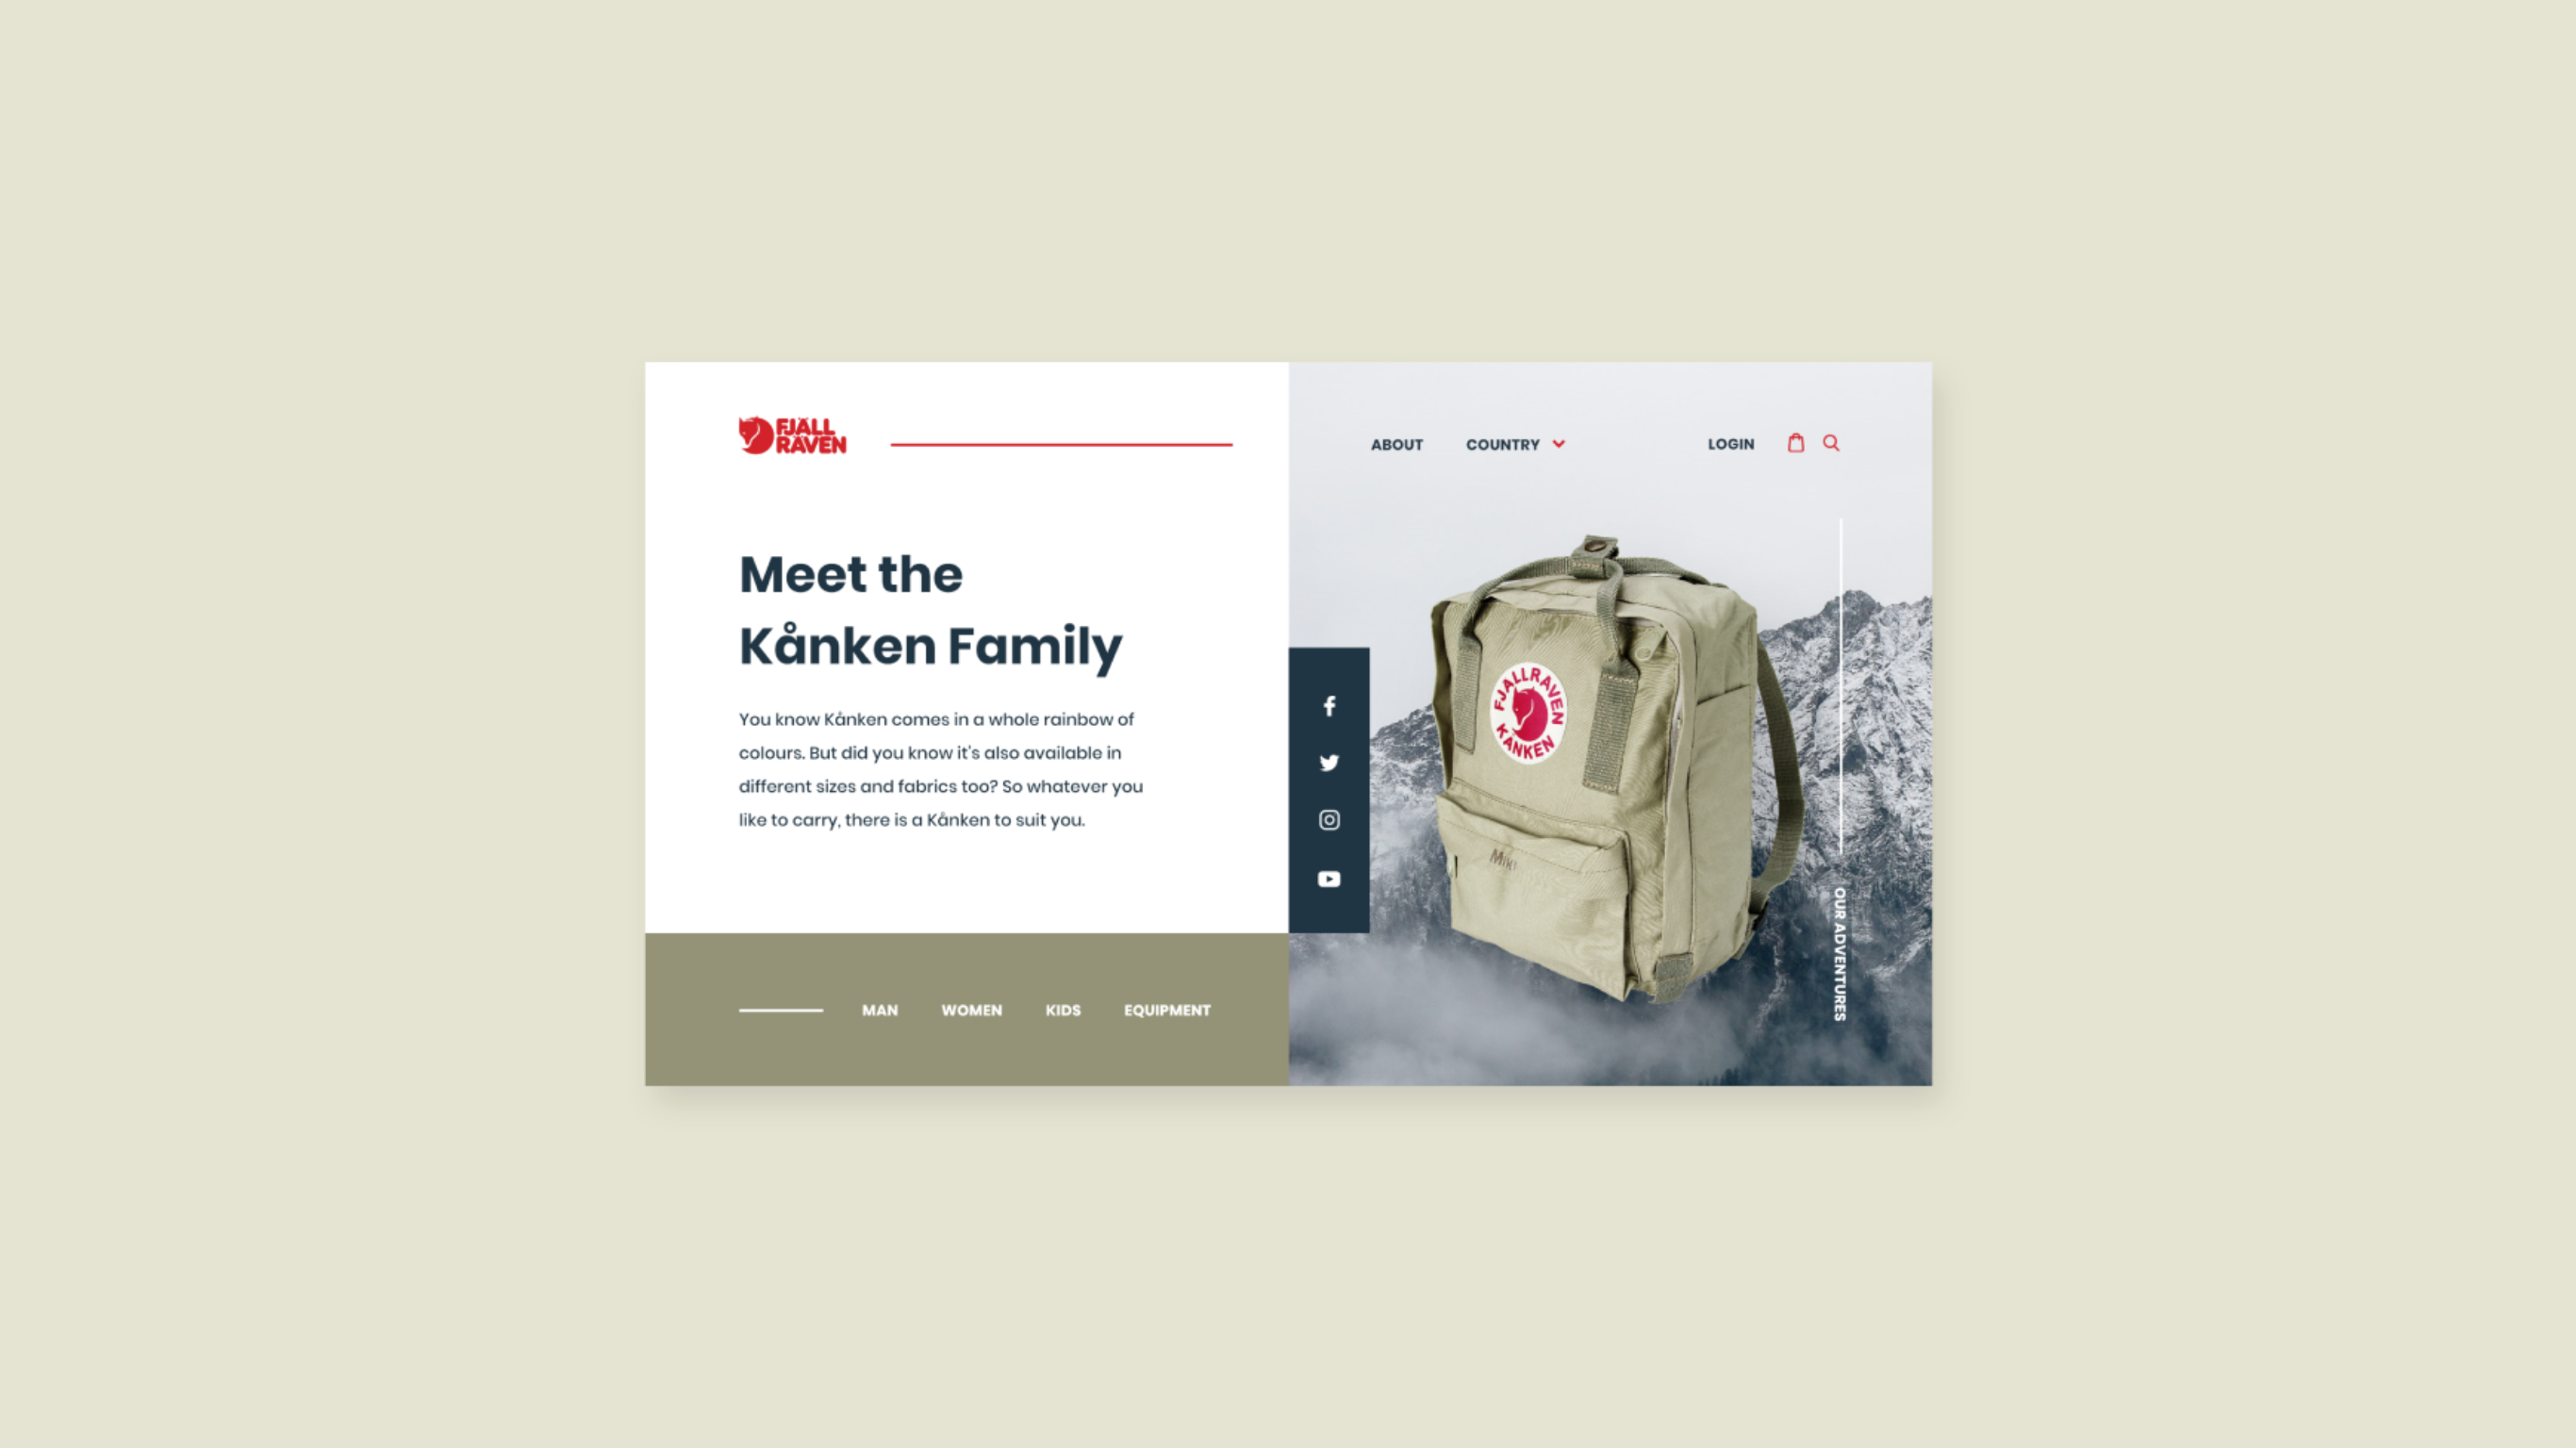 FJÄLL
RÄVEN
ABOUT
COUNTRY
LOGIN
Meet the
Kånken Family
You know Kånken comes in a whole rainbow of
colours. But did you know it's also available in
different sizes and fabrics too? So whatever you
like to carry, there is a Kånken to suit you.
FJÄLLRÄVEN
KÅNKEN
OUR ADVENTURES
MAN
WOMEN
KIDS
EQUIPMENT